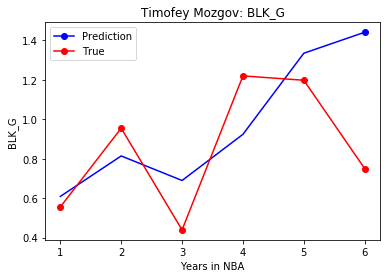 Timofey Mozgov: BLK_G
Prediction
True
1.4
1.2
1.0
0.8
0.6
0.4
BLK_G
1 2 3 4 5 6
Years in NBA